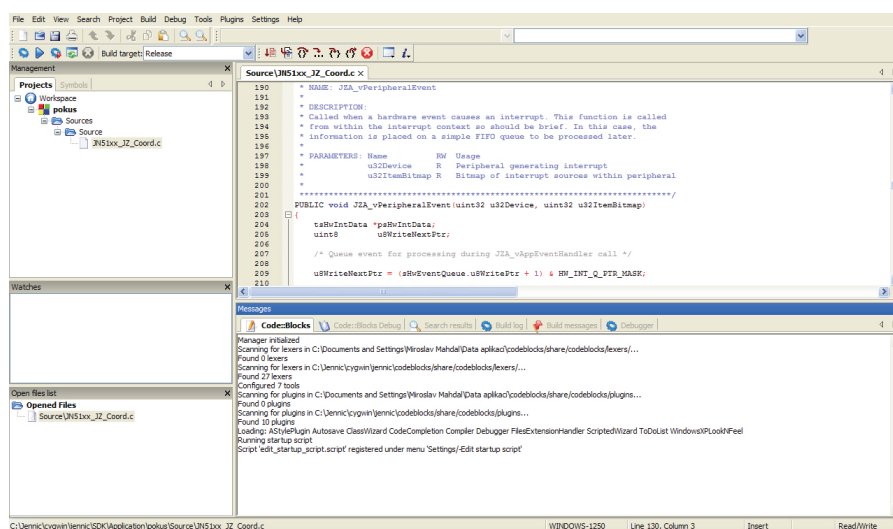 File Edit View Search Project Build Debug Tools Plugins Settings Help
Build target: Release
Management
Projects Symbols
Workspace
pokus
Sources
Source
JN51xx_JZ_Coord.c
Watches
Open files list
Opened Files
Source\JN51xx_JZ_Coord.c
Source\JN51xx_JZ_Coord.c
190 * NAME: JZA_vPeripheralEvent
191 *
192 * DESCRIPTION:
193 * Called when a hardware event causes an interrupt. This function is called
194 * from within the interrupt context so should be brief. In this case, the
195 * information is placed on a simple FIFO queue to be processed later.
196 *
197 * PARAMETERS: Name RW Usage
198 * u32Device R Peripheral generating interrupt
199 * u32ItemBitmap R Bitmap of interrupt sources within peripheral
200 *
201 ****************************************************************************/
202 PUBLIC void JZA_vPeripheralEvent(uint32 u32Device, uint32 u32ItemBitmap)
203 {
204 tsHwIntData *psHwIntData;
205 uint8 u8WriteNextPtr;
206
207 /* Queue event for processing during JZA_vAppEventHandler call */
208
209 u8WriteNextPtr = (sHwEventQueue.u8WritePtr + 1) & HW_INT_Q_PTR_MASK;
210
Messages
Code::Blocks Code::Blocks Debug Search results Build log Build messages Debugger
Manager initialized
Scanning for lexers in C:\Documents and Settings\Miroslav Mahdal\Data aplikací\codeblocks/share/codeblocks/lexers/...
Found 0 lexers
Scanning for lexers in C:\Jennic\cygwin\jennic\codeblocks/share/codeblocks/lexers/...
Found 27 lexers
Configured 7 tools
Scanning for plugins in C:\Documents and Settings\Miroslav Mahdal\Data aplikací\codeblocks/share/codeblocks/plugins...
Found 0 plugins
Scanning for plugins in C:\Jennic\cygwin\jennic\codeblocks/share/codeblocks/plugins...
Found 10 plugins
Loading: AStylePlugin Autosave ClassWizard CodeCompletion Compiler Debugger FilesExtensionHandler ScriptedWizard ToDoList WindowsXPLookNFeel
Running startup script
Script 'edit_startup_script.script' registered under menu 'Settings/-Edit startup script'
C:\Jennic\cygwin\jennic\SDK\Application\pokus\Source\JN51xx_JZ_Coord.c WINDOWS-1250 Line 130, Column 3 Insert Read/Write